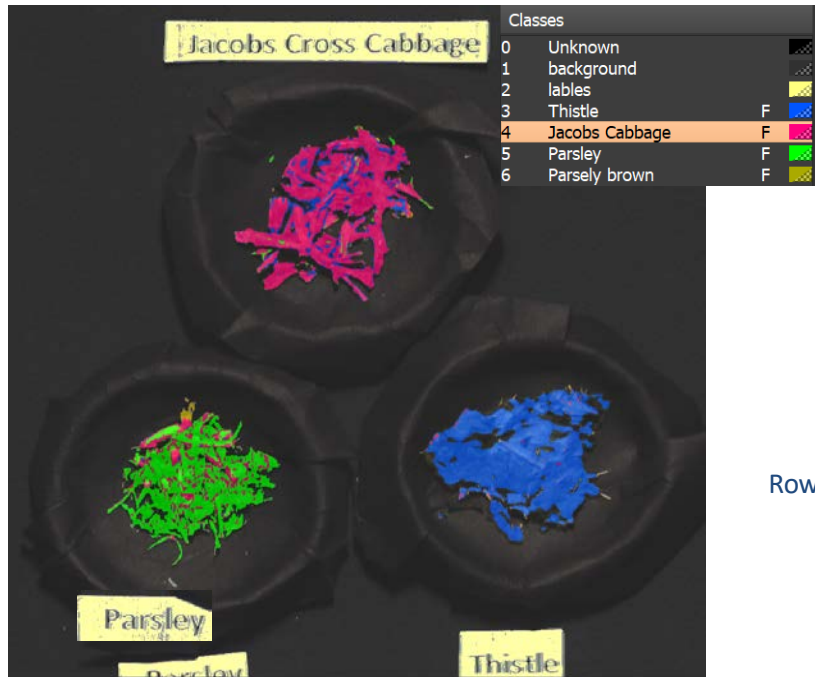 Jacobs Cross Cabbage
Classes
0 Unknown
1 background
2 lables
3 Thistle F
4 Jacobs Cabbage F
5 Parsley F
6 Parsely brown F
Row
Parsley
Parsley
Thistle